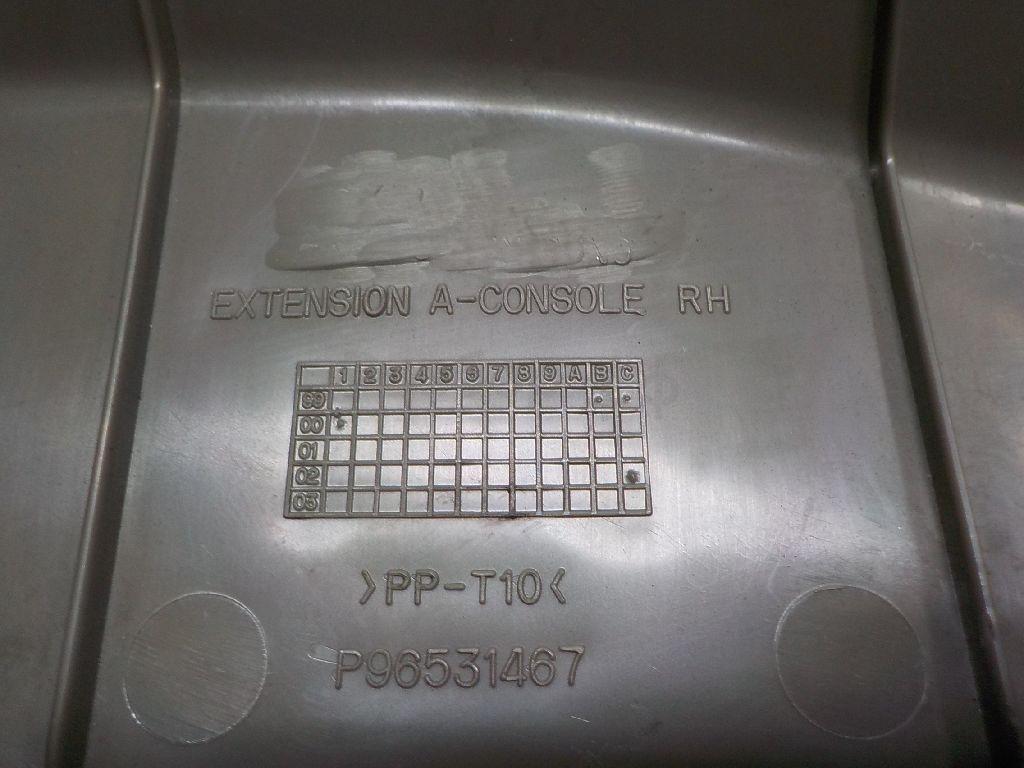 EXTENSION A-CONSOLE RH
1 2 3 4 5 6 7 8 9 A B C
99
00
01
02
03
>PP-T10<
P96531467